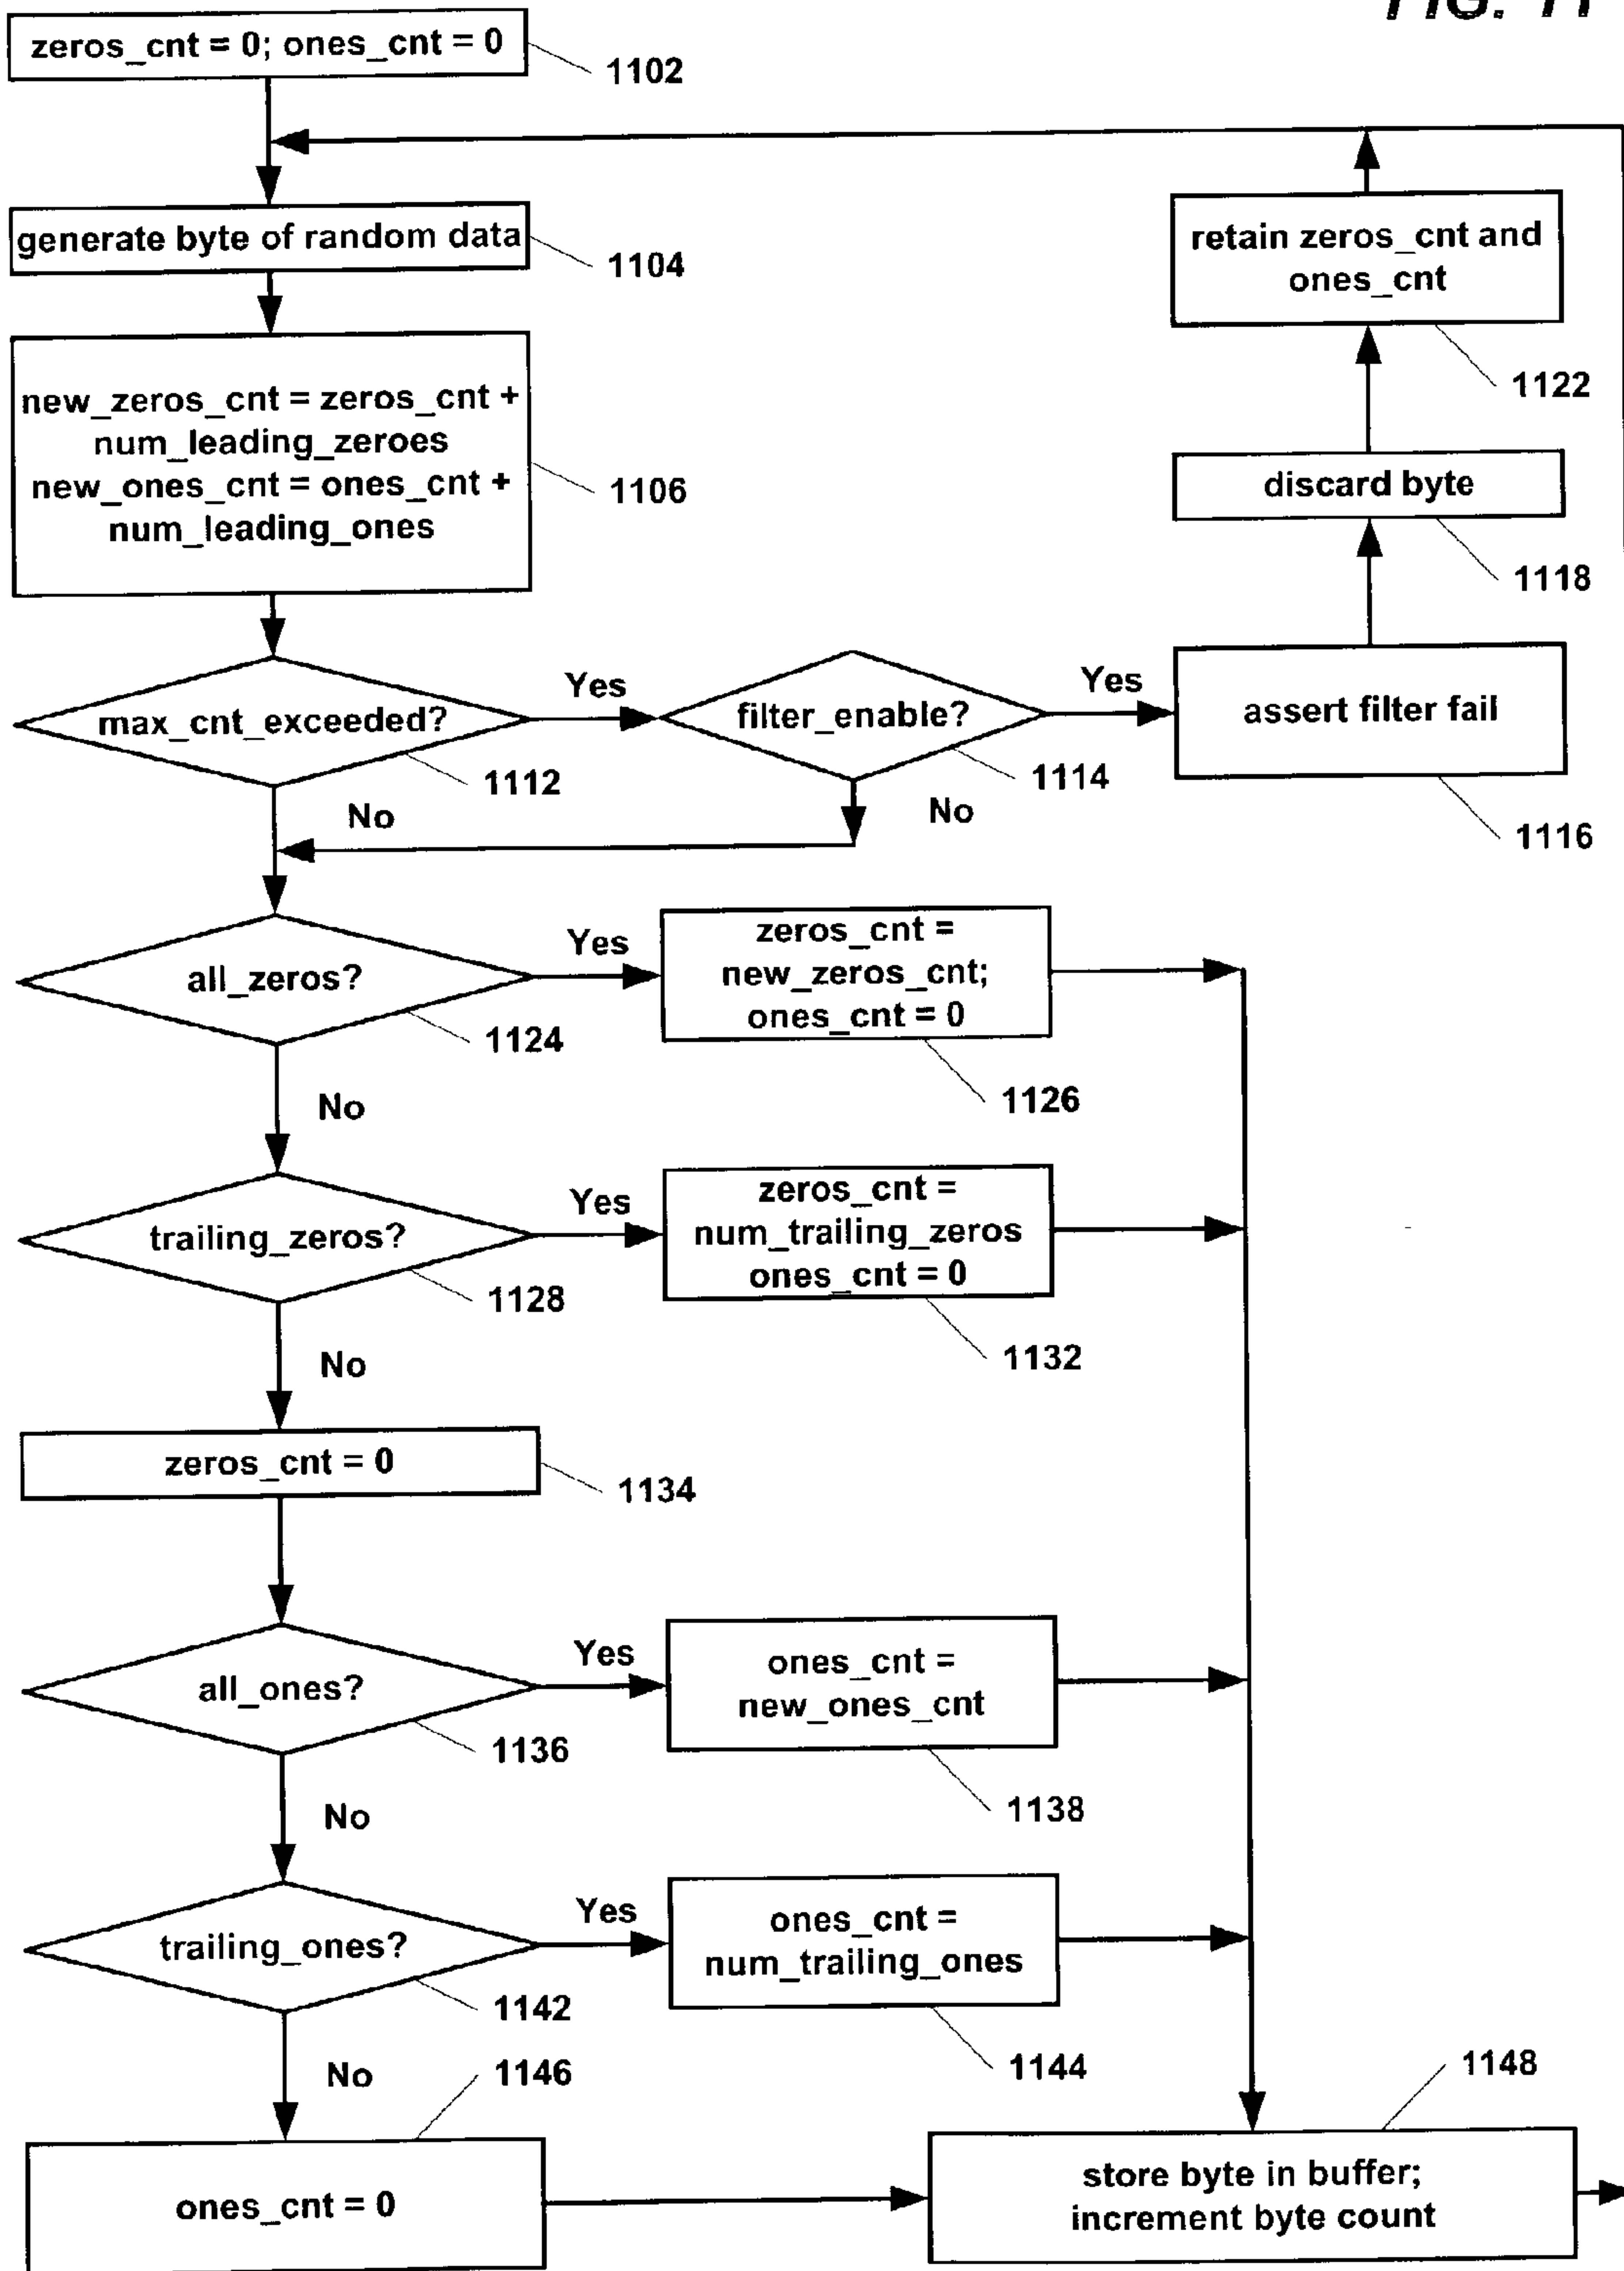 FIG. 11
zeros_cnt = 0; ones_cnt = 0
1102
generate byte of random data
1104
retain zeros_cnt and
ones_cnt
1122
new_zeros_cnt = zeros_cnt +
num_leading_zeroes
new_ones_cnt = ones_cnt +
num_leading_ones
1106
discard byte
1118
max_cnt_exceeded?
Yes
1112
No
filter_enable?
Yes
1114
No
assert filter fail
1116
all_zeros?
Yes
1124
No
zeros_cnt =
new_zeros_cnt;
ones_cnt = 0
1126
trailing_zeros?
Yes
1128
No
zeros_cnt =
num_trailing_zeros
ones_cnt = 0
1132
zeros_cnt = 0
1134
all_ones?
Yes
1136
No
ones_cnt =
new_ones_cnt
1138
trailing_ones?
Yes
1142
No
ones_cnt =
num_trailing_ones
1144
1146
ones_cnt = 0
1148
store byte in buffer;
increment byte count